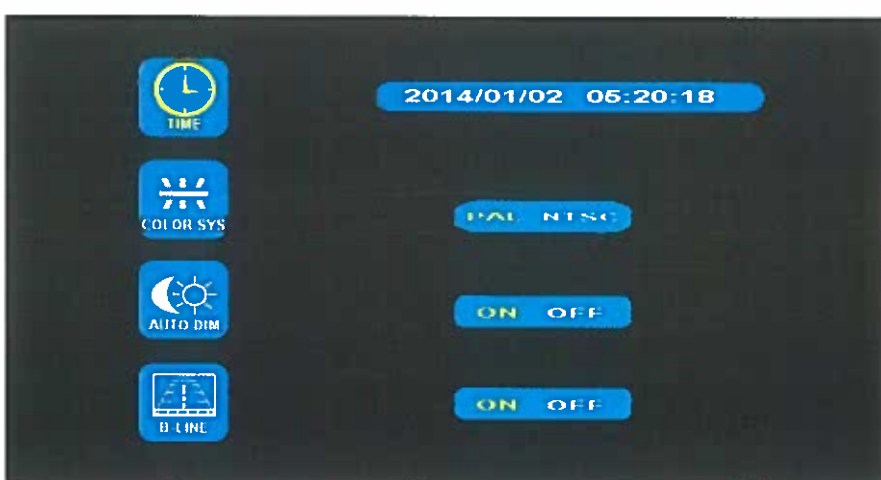 TIME
2014/01/02 05:20:18
COLOR SYS
PAL NTSC
AUTO DIM
ON OFF
B-LINE
ON OFF